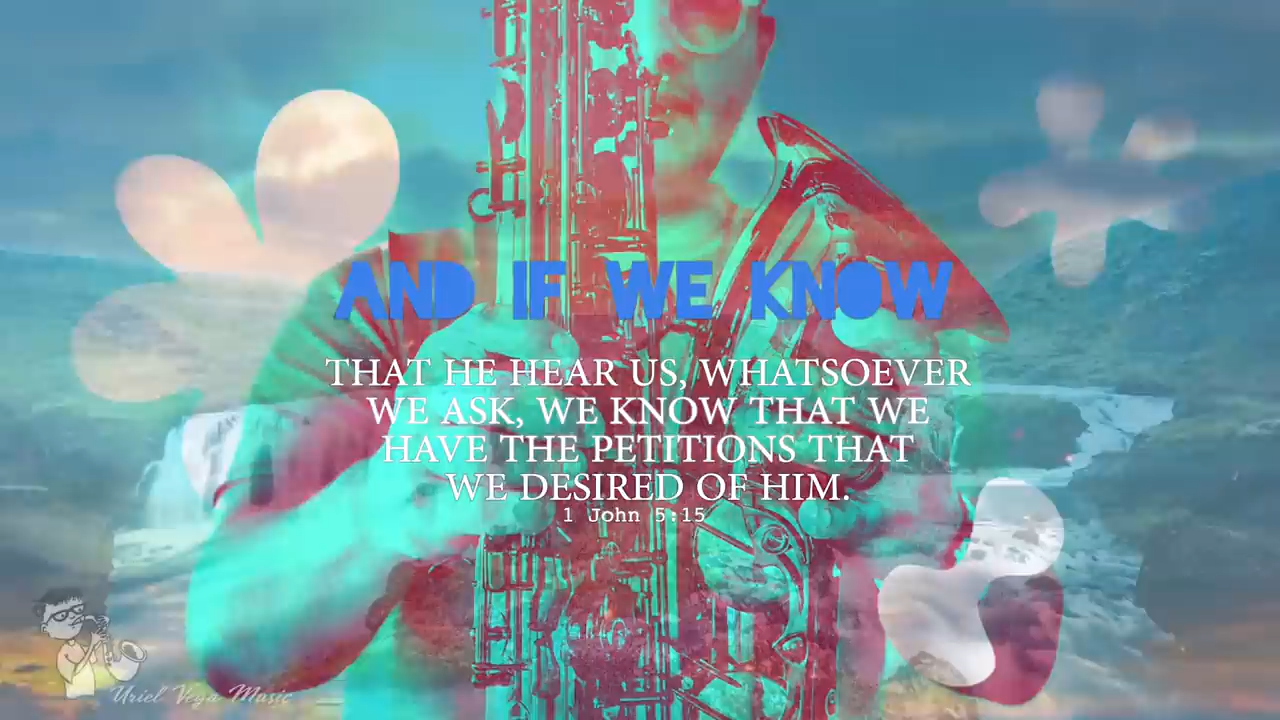 AND IF WE KNOW
THAT HE HEAR US, WHATSOEVER
WE ASK, WE KNOW THAT WE
HAVE THE PETITIONS THAT
WE DESIRED OF HIM.
1 John 5:15
Uriel Vega Music